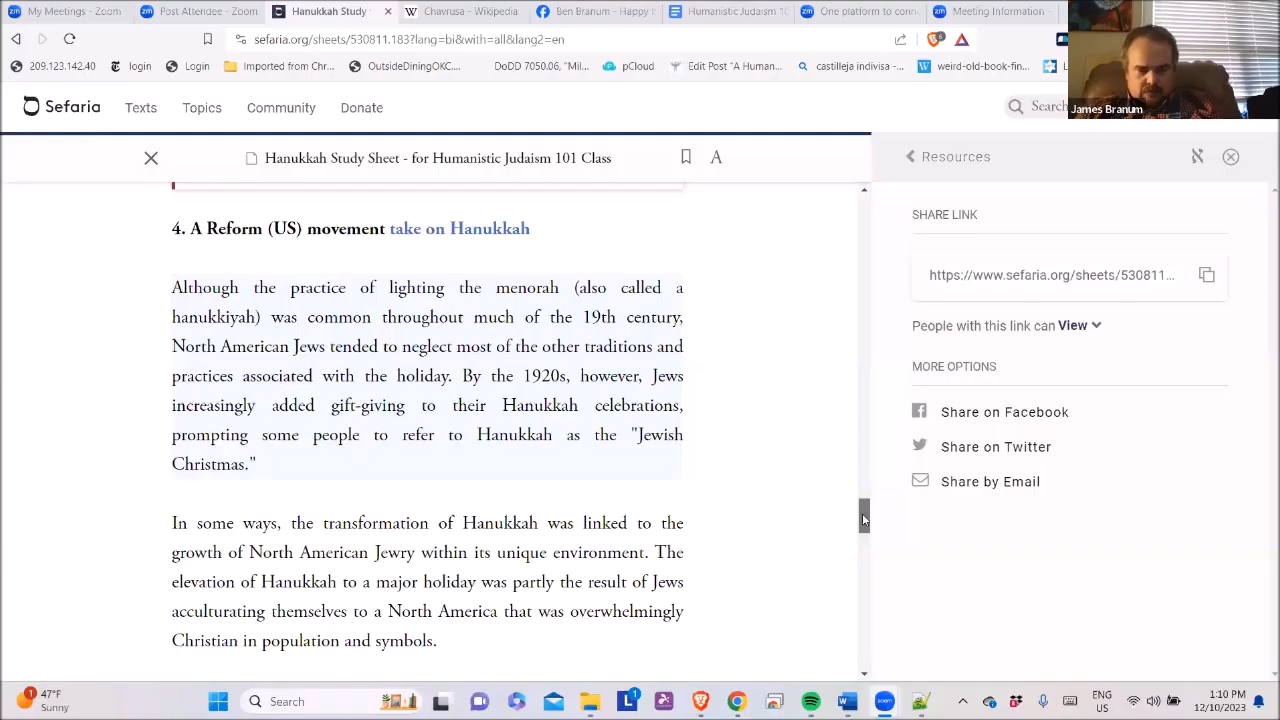 My Meetings - Zoom
Post Attendee - Zoom
Hanukkah Study
Chavrusa - Wikipedia
Ben Branum - Happy
Humanistic Judaism 10
Cmd Platform to conn
Meeting Information
sefaria.org/sheets/530811.183?lang=bi&with=all&
209.123.142.40
login
Login
Imported from Chr...
OutsideDiningOKC...
pCloud
Edit Post "A Human...
castilleja indivisa -...
weird-old-book-fin...
James Branum
Sefaria
Texts
Topics
Community
Donate
Search
Hanukkah Study Sheet - for Humanistic Judaism 101 Class
A
4. A Reform (US) movement take on Hanukkah
Although the practice of lighting the menorah (also called a
hanukkiyah) was common throughout much of the 19th century,
North American Jews tended to neglect most of the other traditions and
practices associated with the holiday. By the 1920s, however, Jews
increasingly added gift-giving to their Hanukkah celebrations,
prompting some people to refer to Hanukkah as the "Jewish
Christmas."
In some ways, the transformation of Hanukkah was linked to the
growth of North American Jewry within its unique environment. The
elevation of Hanukkah to a major holiday was partly the result of Jews
acculturating themselves to a North America that was overwhelmingly
Christian in population and symbols.
Resources
א
SHARE LINK
https://www.sefaria.org/sheets/530811...
People with this link can View
MORE OPTIONS
Share on Facebook
Share on Twitter
Share by Email
1
47°F
Sunny
Search
ENG
US
1:10 PM
12/10/2023